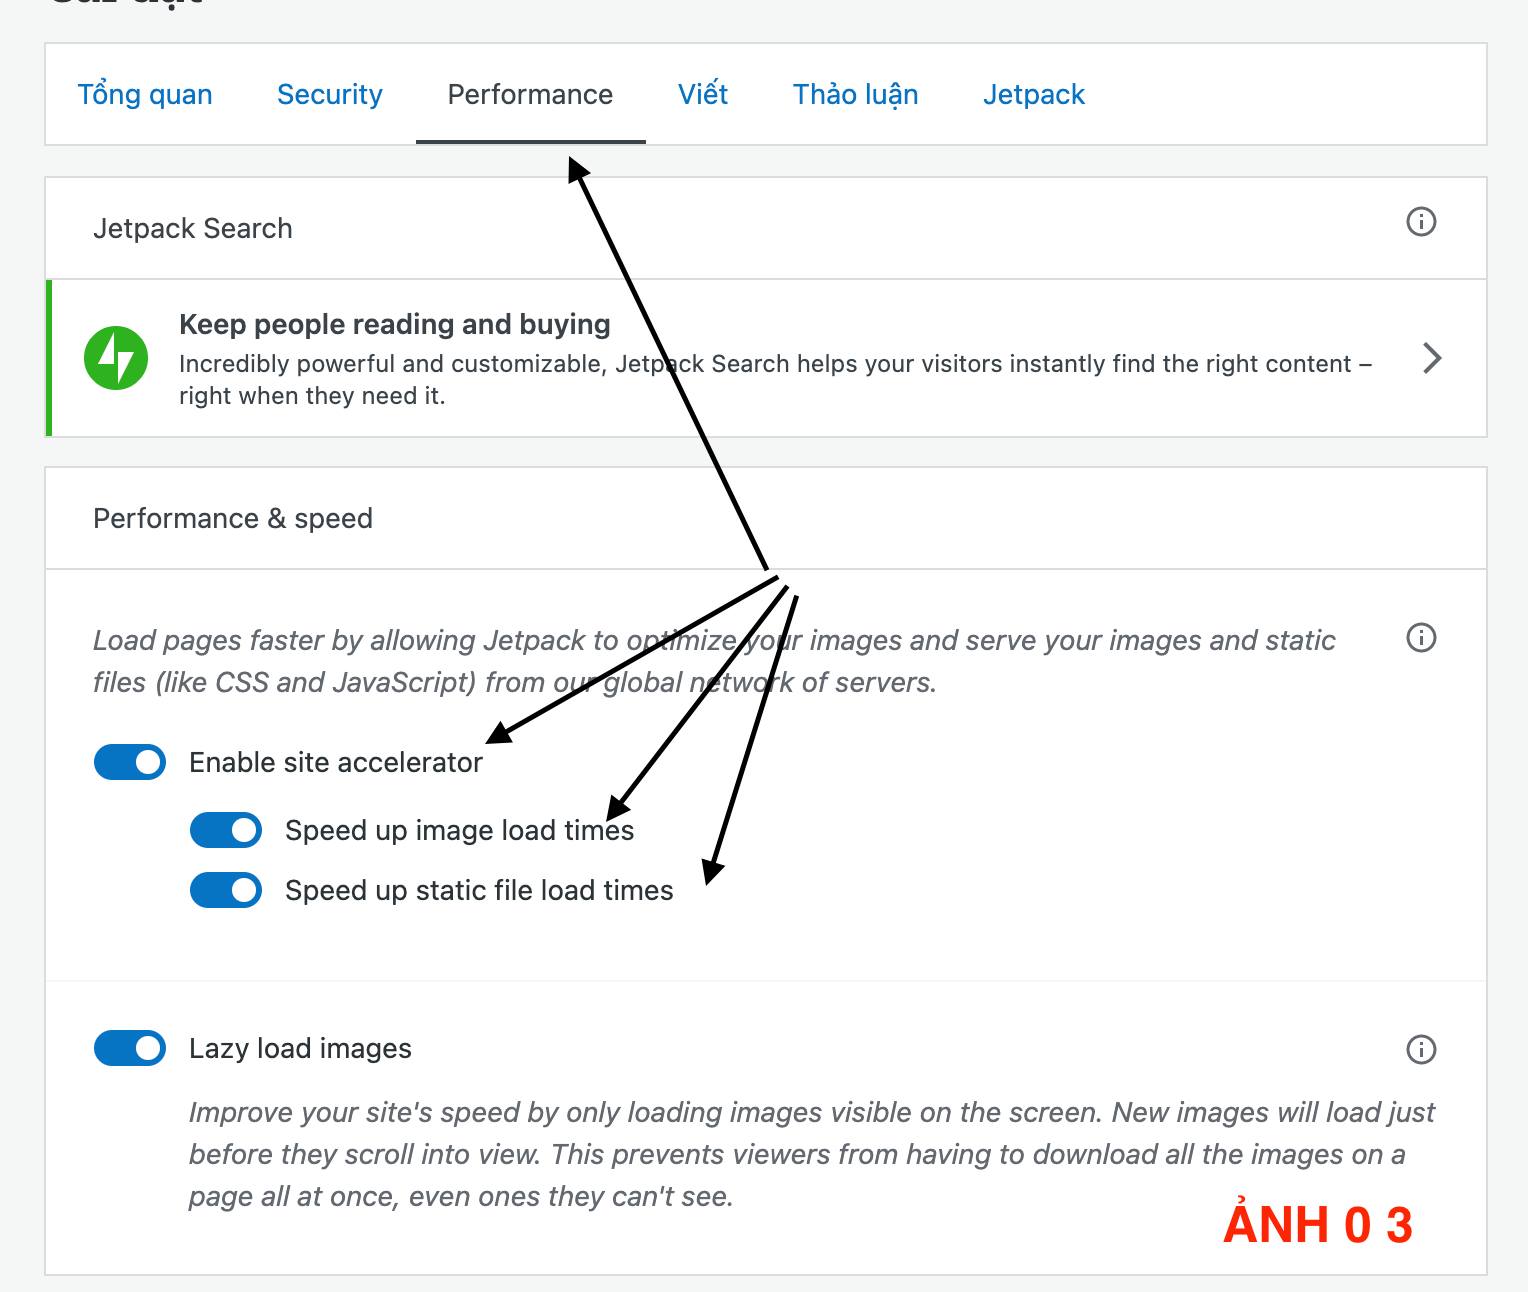 Cài đặt
Tổng quan Security Performance Viết Thảo luận Jetpack
Jetpack Search
Keep people reading and buying
Incredibly powerful and customizable, Jetpack Search helps your visitors instantly find the right content –
right when they need it.
Performance & speed
Load pages faster by allowing Jetpack to optimize your images and serve your images and static
files (like CSS and JavaScript) from our global network of servers.
Enable site accelerator
Speed up image load times
Speed up static file load times
Lazy load images
Improve your site's speed by only loading images visible on the screen. New images will load just
before they scroll into view. This prevents viewers from having to download all the images on a
page all at once, even ones they can't see.
ẢNH 0 3